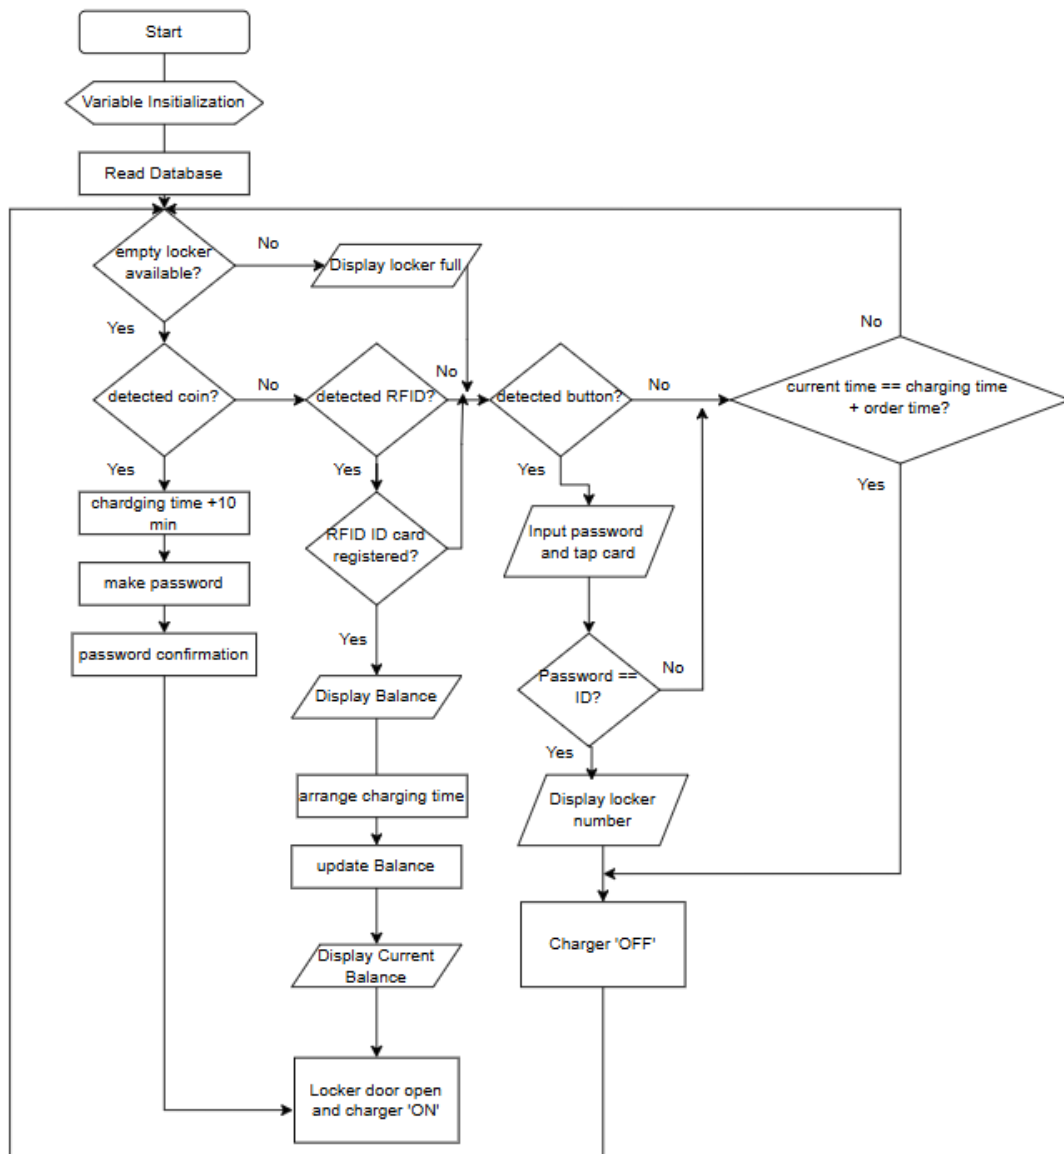 Start
Variable Insitialization
Read Database
empty locker
available?
No
Display locker full
Yes
detected coin?
No
detected RFID?
No
detected button?
No
current time == charging time
+ order time?
No
Yes
Yes
chardging time +10
min
make password
password confirmation
Yes
RFID ID card
registered?
Yes
Display Balance
arrange charging time
update Balance
Display Current
Balance
Locker door open
and charger 'ON'
Yes
Input password
and tap card
Password ==
ID?
No
Yes
Display locker
number
Charger 'OFF'